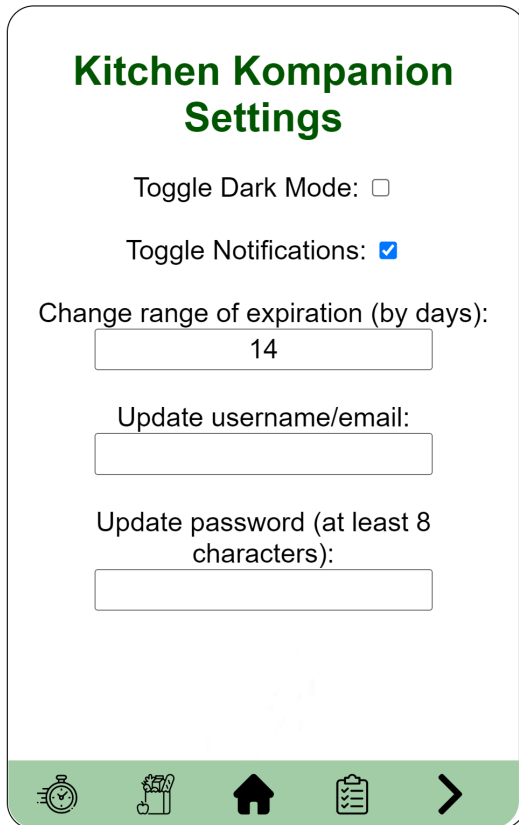 Kitchen Kompanion
Settings
Toggle Dark Mode:
Toggle Notifications:
Change range of expiration (by days):
14
Update username/email:
Update password (at least 8
characters):